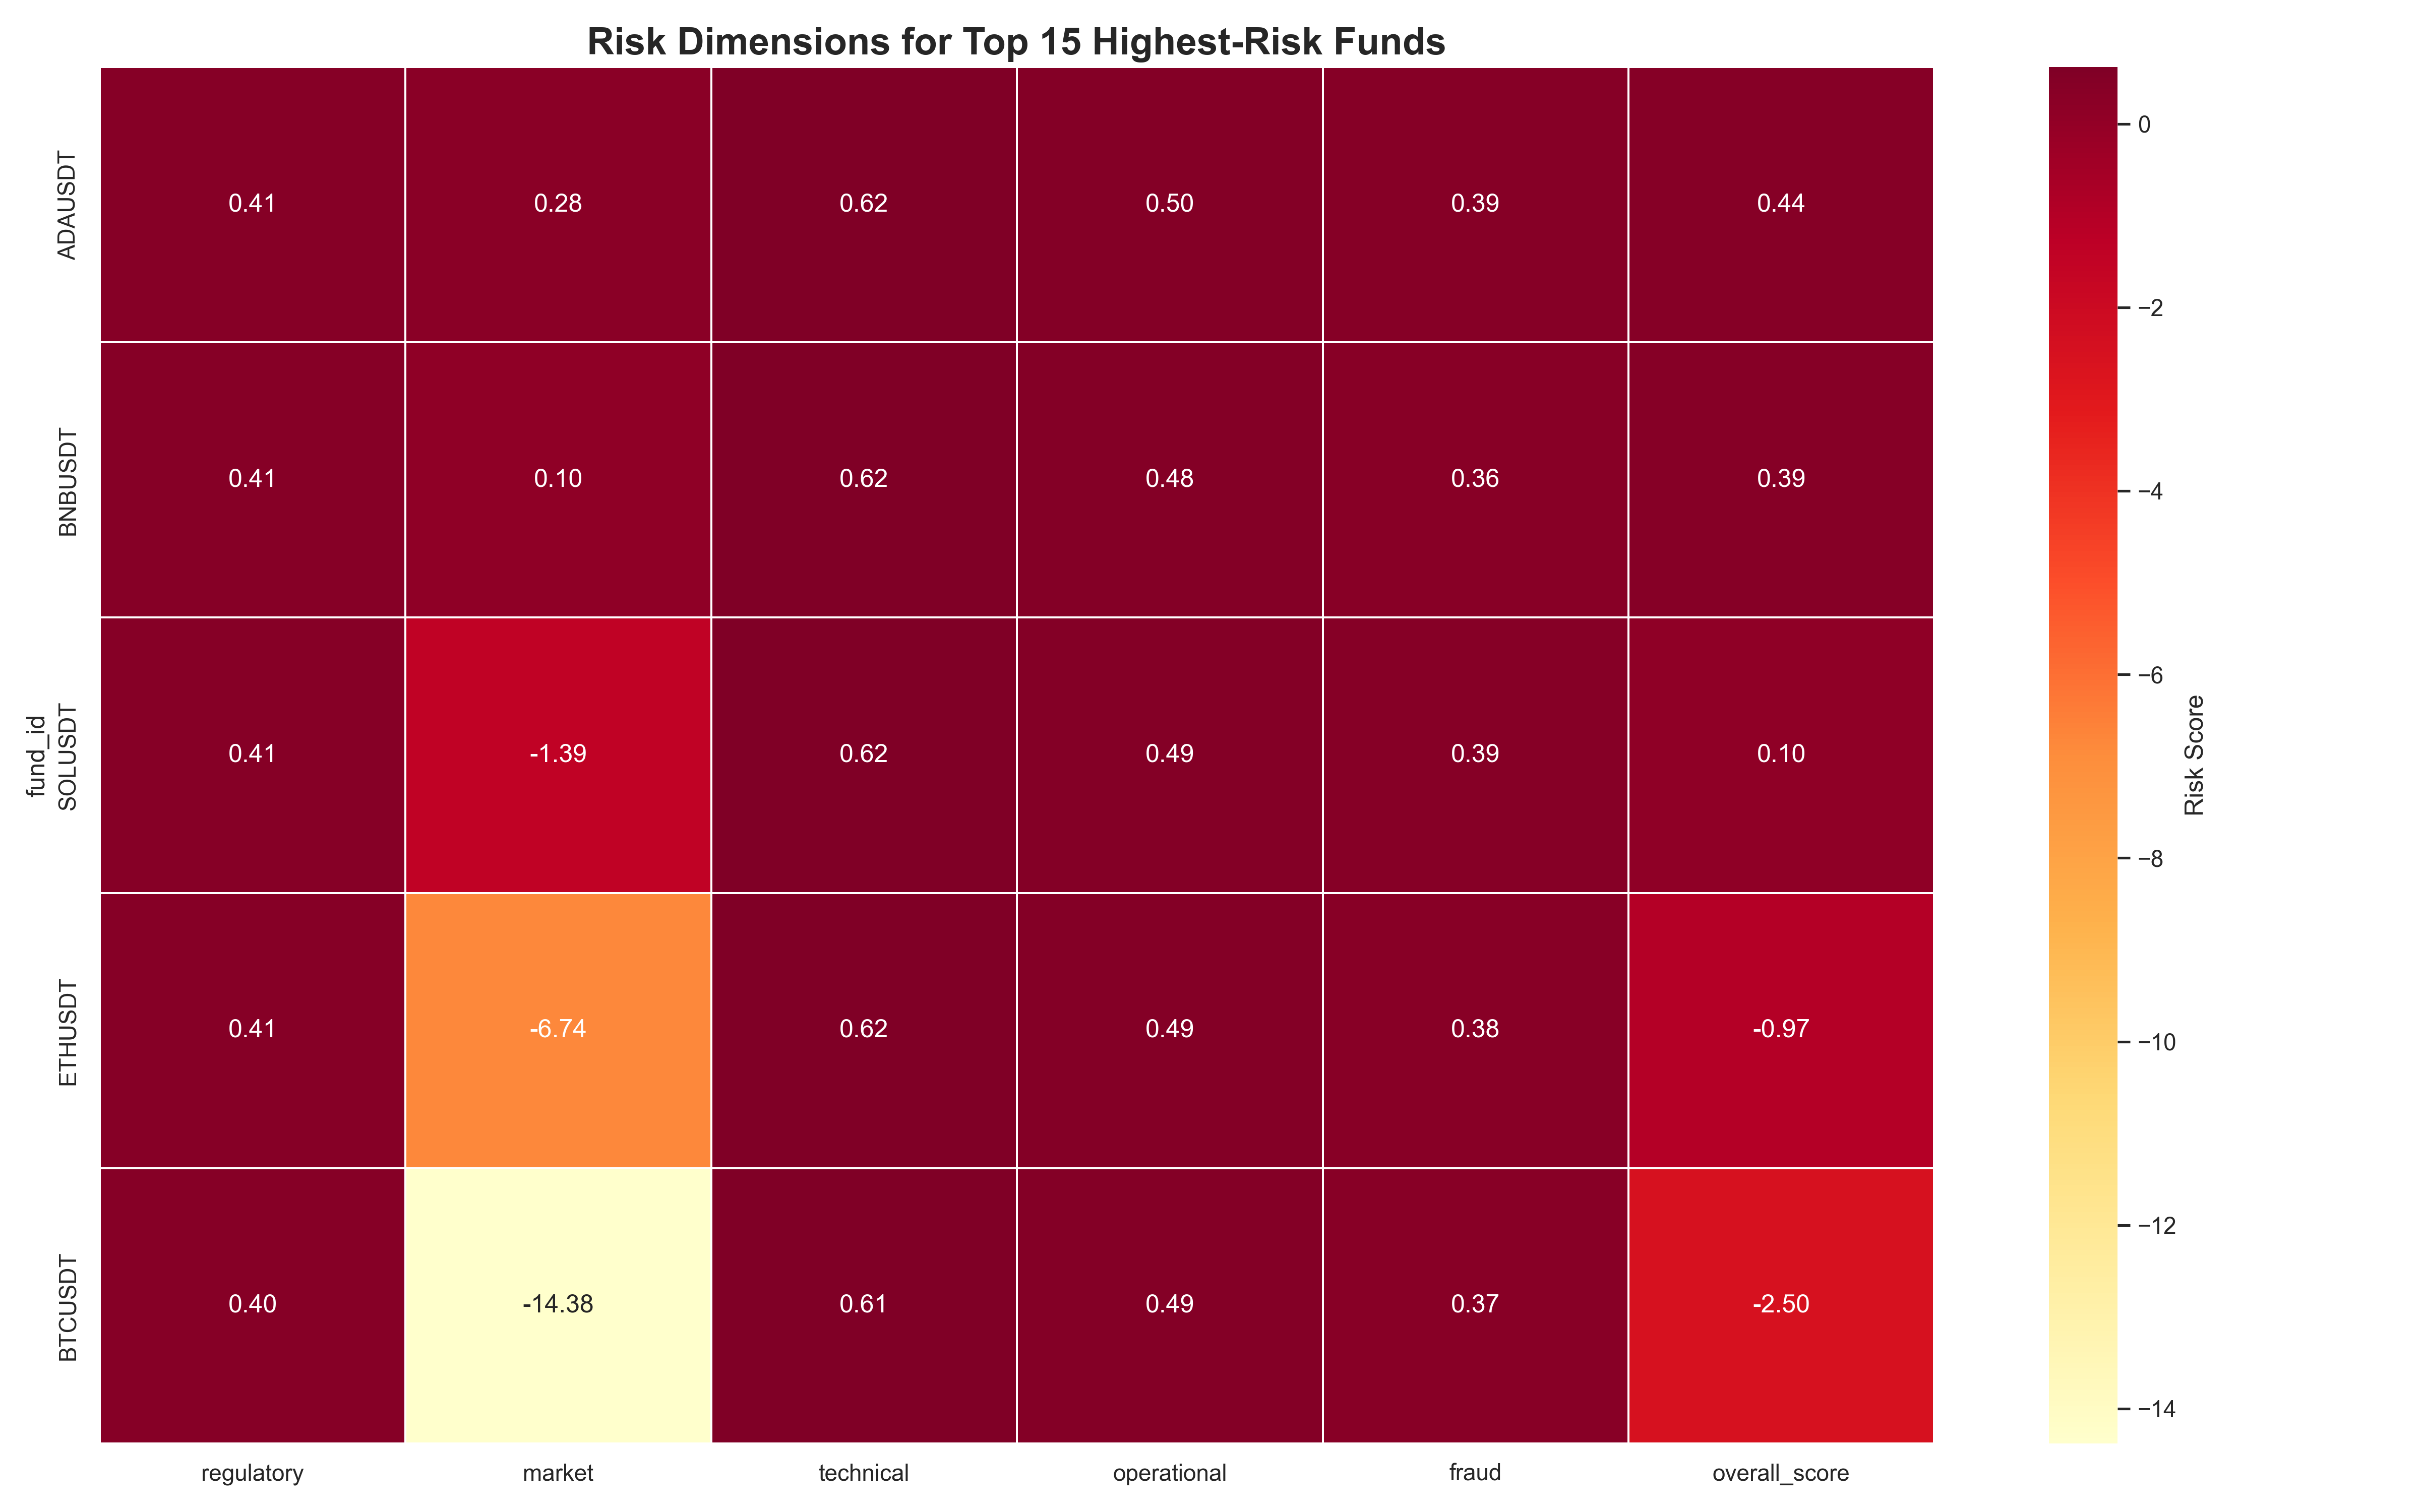 Risk Dimensions for Top 15 Highest-Risk Funds
fund_id
ADAUSDT
0.41 0.28 0.62 0.50 0.39 0.44
BNBUSDT
0.41 0.10 0.62 0.48 0.36 0.39
SOLUSDT
0.41 -1.39 0.62 0.49 0.39 0.10
ETHUSDT
0.41 -6.74 0.62 0.49 0.38 -0.97
BTCUSDT
0.40 -14.38 0.61 0.49 0.37 -2.50
regulatory market technical operational fraud overall_score
0
−2
−4
−6
−8
−10
−12
−14
Risk Score